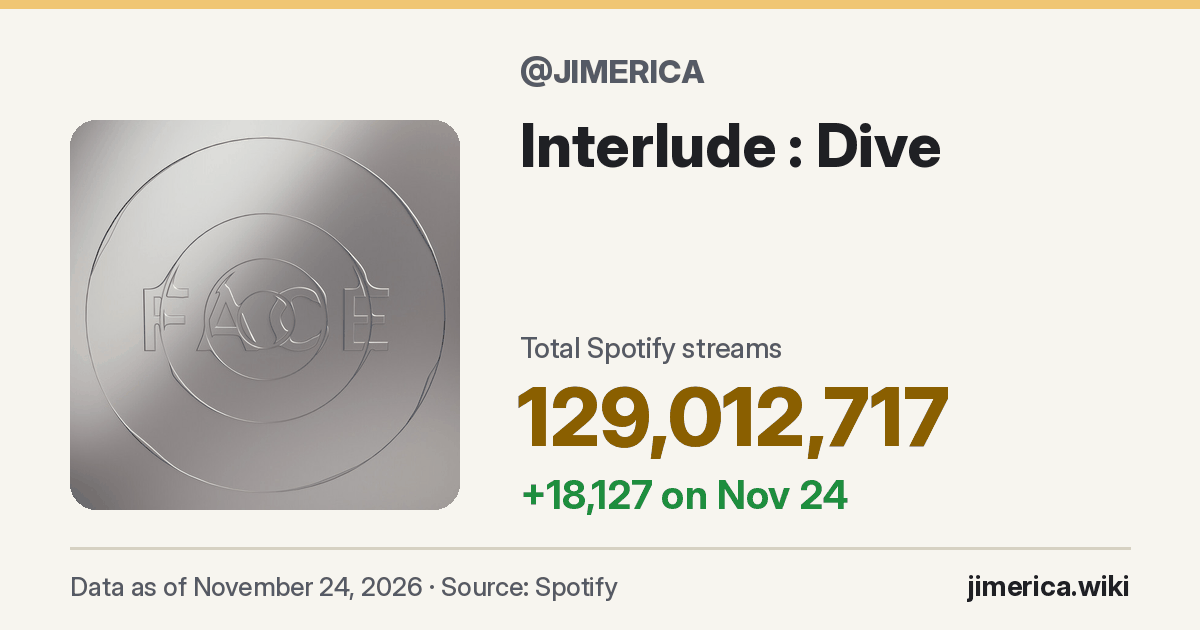 @JIMERICA
Interlude : Dive
FACE
Total Spotify streams
129,012,717
+18,127 on Nov 24
Data as of November 24, 2026 · Source: Spotify
jimerica.wiki